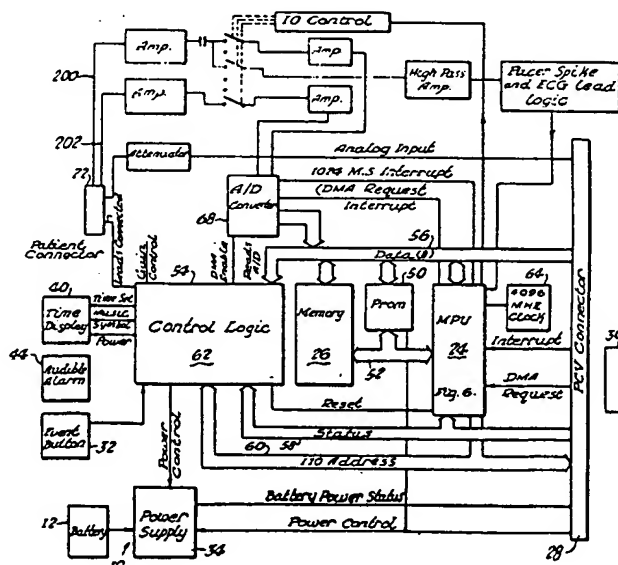 IO Control
Amp.
Amp
High Pass
Amp.
Pacer Spike
and ECG Lead
Logic
200
Amp.
Amp.
202
Attenuator
Analog Input
22
A/D
Converter
68
1024 M.S Interrupt
(DMA Request
Interrupt
Patient
Connector
Leads Connected
Gain
Control
DMA
Enable
A/D
56
Data (8)
54
50
64
40
Time
Display
Time Set
Music
Symbol
Power
Control Logic
62
Memory
26
Prom
MPU
24
Fig. 6.
4096
MHZ
CLOCK
PCV Connector
44
Audible
Alarm
52
Interrupt
DMA
Request
Event
Button
32
Reset
Status
60
58
I/O Address
Power
Control
Battery Power Status
12
Battery
Power
Supply
34
Power Control
28